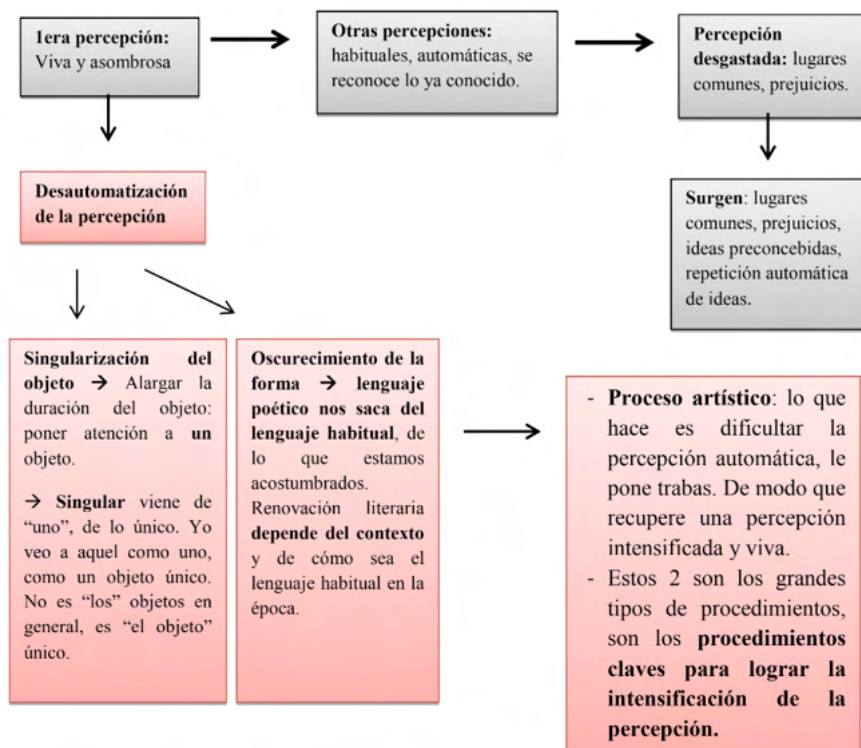 1era percepción:
Viva y asombrosa
Otras percepciones:
habituales, automáticas, se
reconoce lo ya conocido.
Percepción
desgastada: lugares
comunes, prejuicios.
Desautomatización
de la percepción
Surgen: lugares
comunes, prejuicios,
ideas preconcebidas,
repetición automática
de ideas.
Singularización del
objeto → Alargar la
duración del objeto:
poner atención a un
objeto.
→ Singular viene de
“uno”, de lo único. Yo
veo a aquel como uno,
como un objeto único.
No es “los” objetos en
general, es “el objeto”
único.
Oscurecimiento de la
forma → lenguaje
poético nos saca del
lenguaje habitual, de
lo que estamos
acostumbrados.
Renovación literaria
depende del contexto
y de cómo sea el
lenguaje habitual en la
época.
- Proceso artístico: lo que
hace es dificultar la
percepción automática, le
pone trabas. De modo que
recupere una percepción
intensificada y viva.
- Estos 2 son los grandes
tipos de procedimientos,
son los procedimientos
claves para lograr la
intensificación de la
percepción.